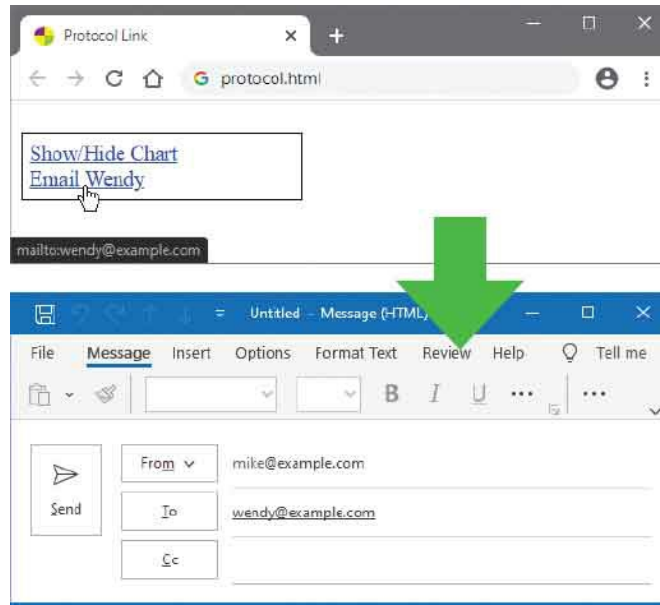 Protocol Link
protocol.html
Show/Hide Chart
Email Wendy
mailto:wendy@example.com
Untitled – Message (HTML)
File Message Insert Options Format Text Review Help Tell me
B I U
From mike@example.com
Send To wendy@example.com
Cc